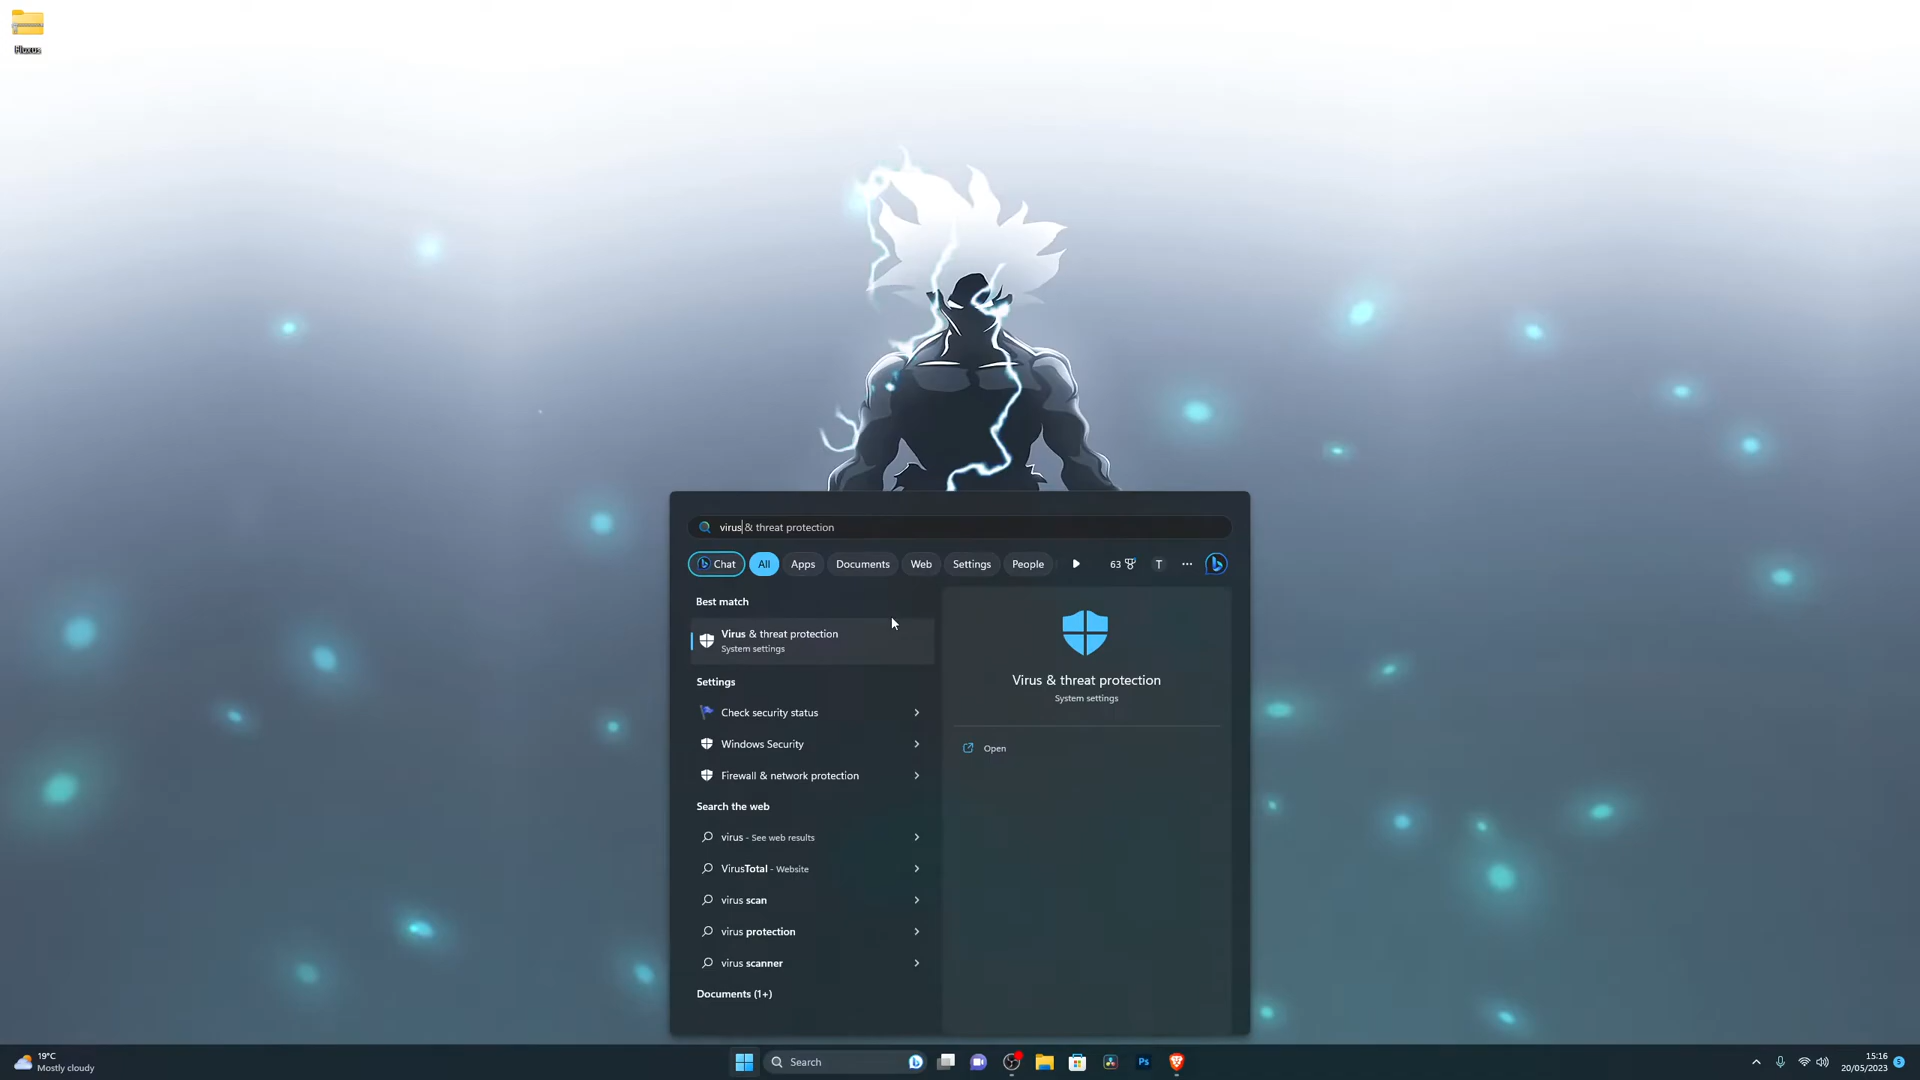 Fluxus
virus & threat protection
Chat
All
Apps
Documents
Web
Settings
People
63
T
Best match
Virus & threat protection
System settings
Settings
Check security status
Windows Security
Firewall & network protection
Search the web
virus - See web results
VirusTotal - Website
virus scan
virus protection
virus scanner
Documents (1+)
Virus & threat protection
System settings
Open
19°C
Mostly cloudy
Search
Ps
15:16
20/05/2023
5